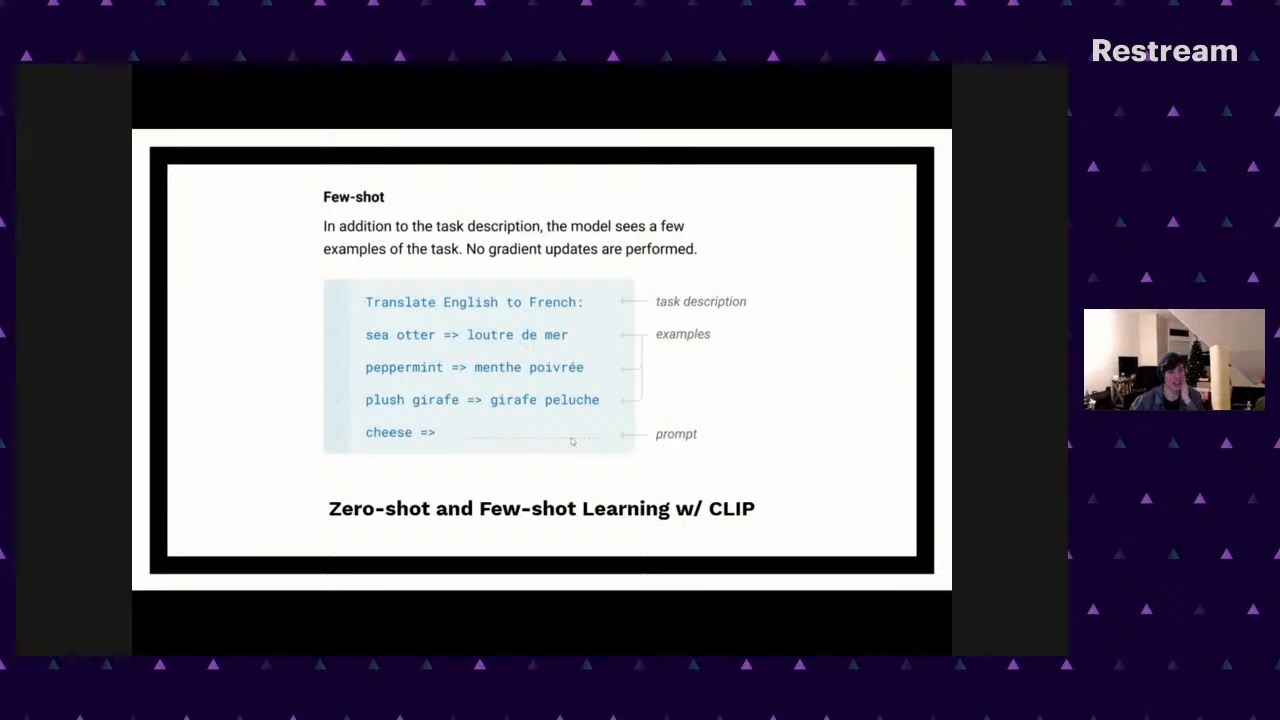 Restream
Few-shot
In addition to the task description, the model sees a few
examples of the task. No gradient updates are performed.
Translate English to French:
task description
sea otter => loutre de mer
examples
peppermint => menthe poivrée
plush girafe => girafe peluche
cheese =>
prompt
Zero-shot and Few-shot Learning w/ CLIP